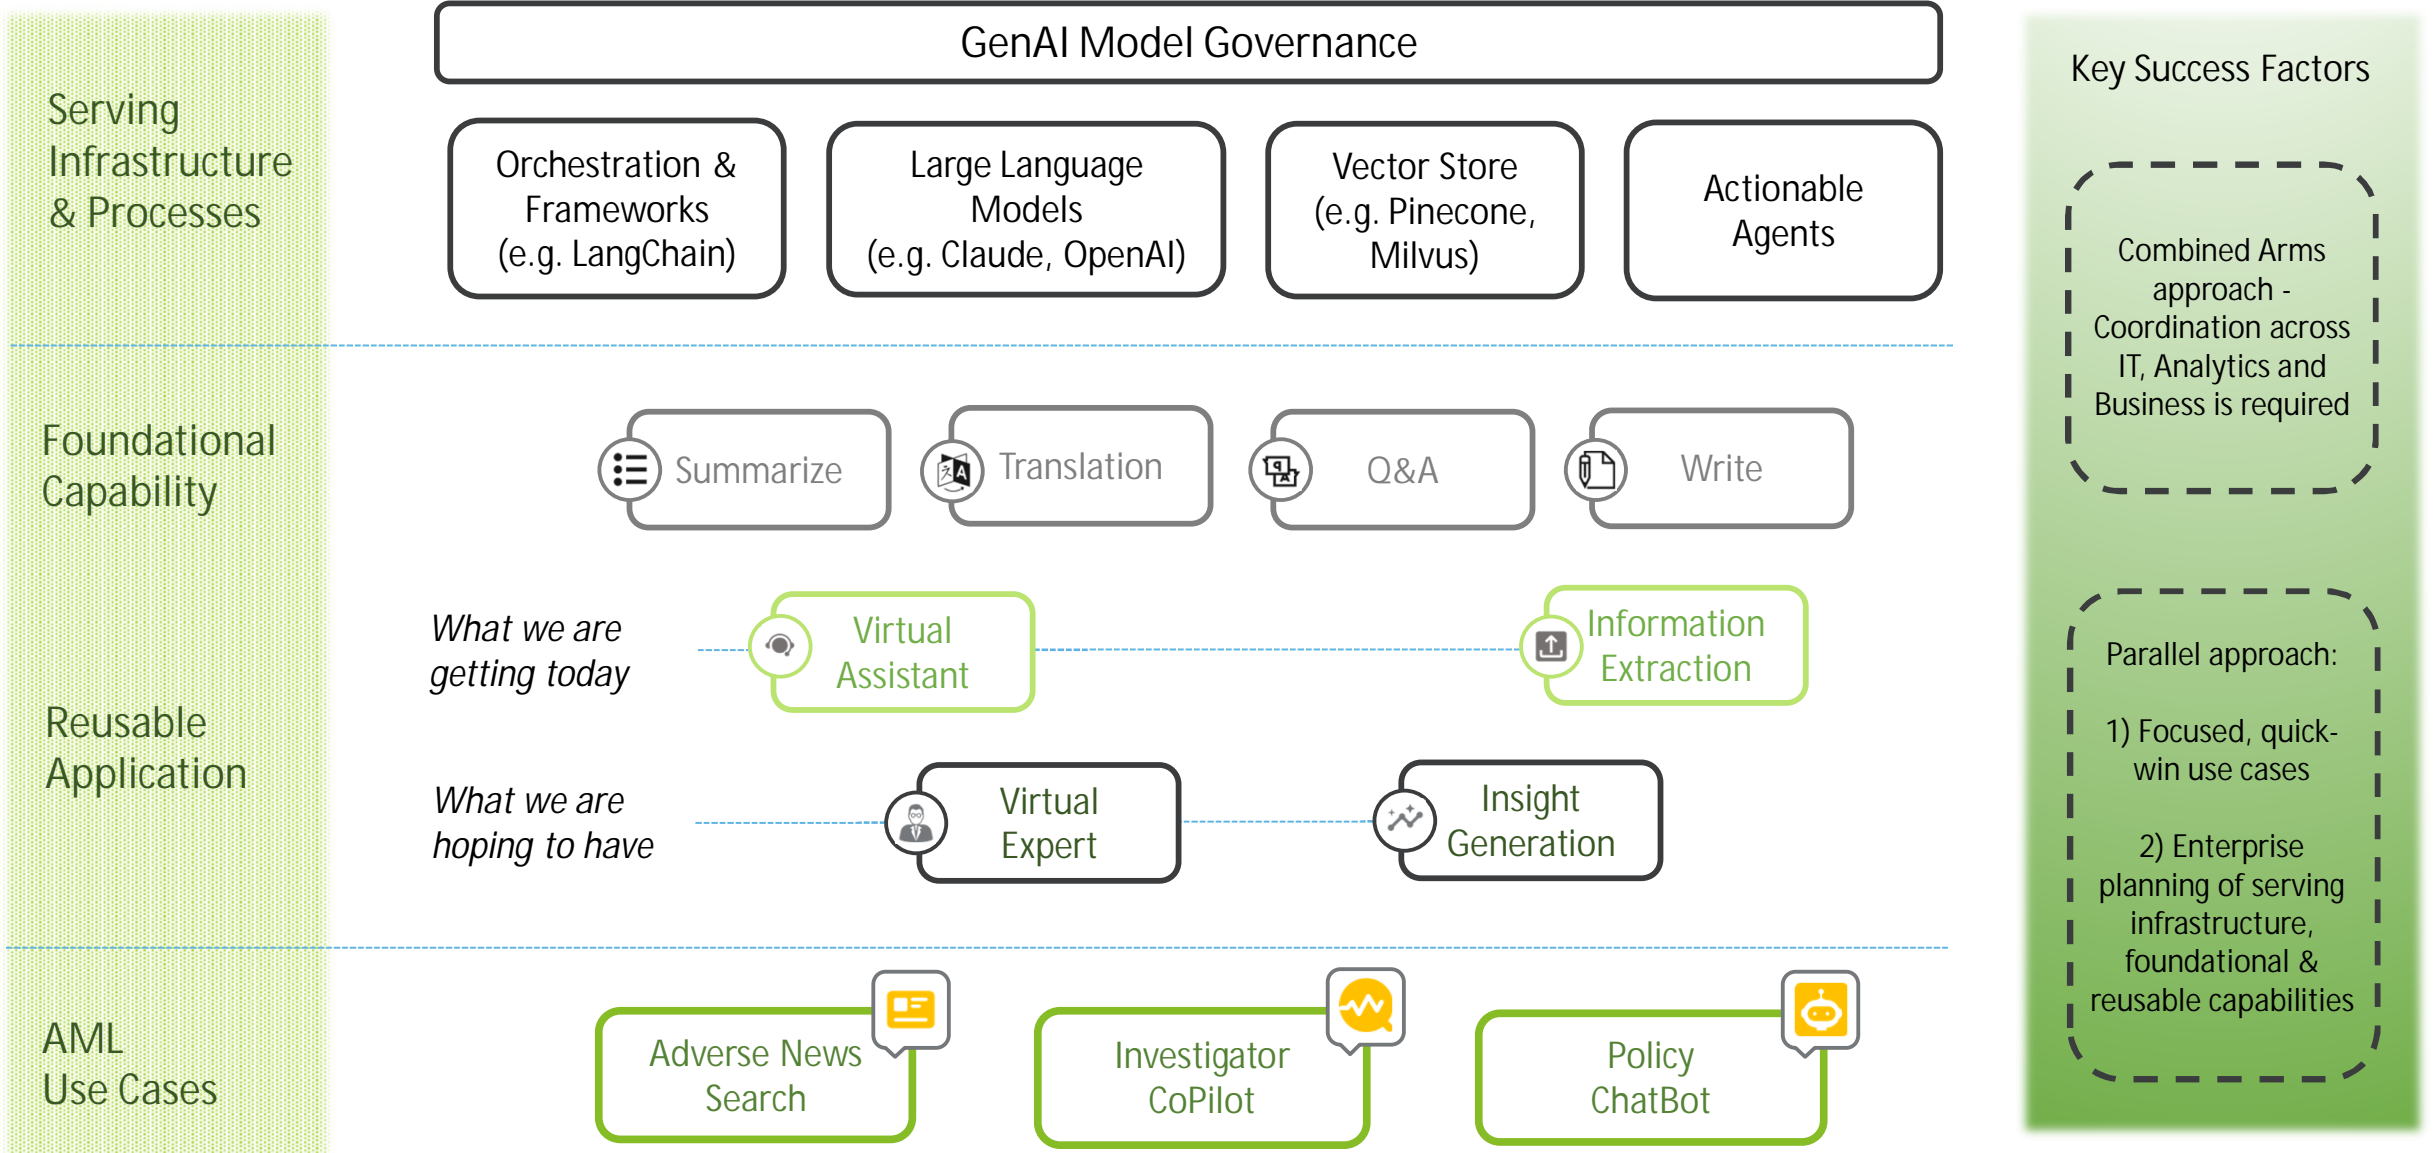 GenAI Model Governance
Serving
Infrastructure
& Processes
Orchestration &
Frameworks
(e.g. LangChain)
Large Language
Models
(e.g. Claude, OpenAI)
Vector Store
(e.g. Pinecone,
Milvus)
Actionable
Agents
Foundational
Capability
Summarize
Translation
Q&A
Write
Reusable
Application
What we are
getting today
Virtual
Assistant
Information
Extraction
What we are
hoping to have
Virtual
Expert
Insight
Generation
AML
Use Cases
Adverse News
Search
Investigator
CoPilot
Policy
ChatBot
Key Success Factors
Combined Arms
approach -
Coordination across
IT, Analytics and
Business is required
Parallel approach:
1) Focused, quick-
win use cases
2) Enterprise
planning of serving
infrastructure,
foundational &
reusable capabilities